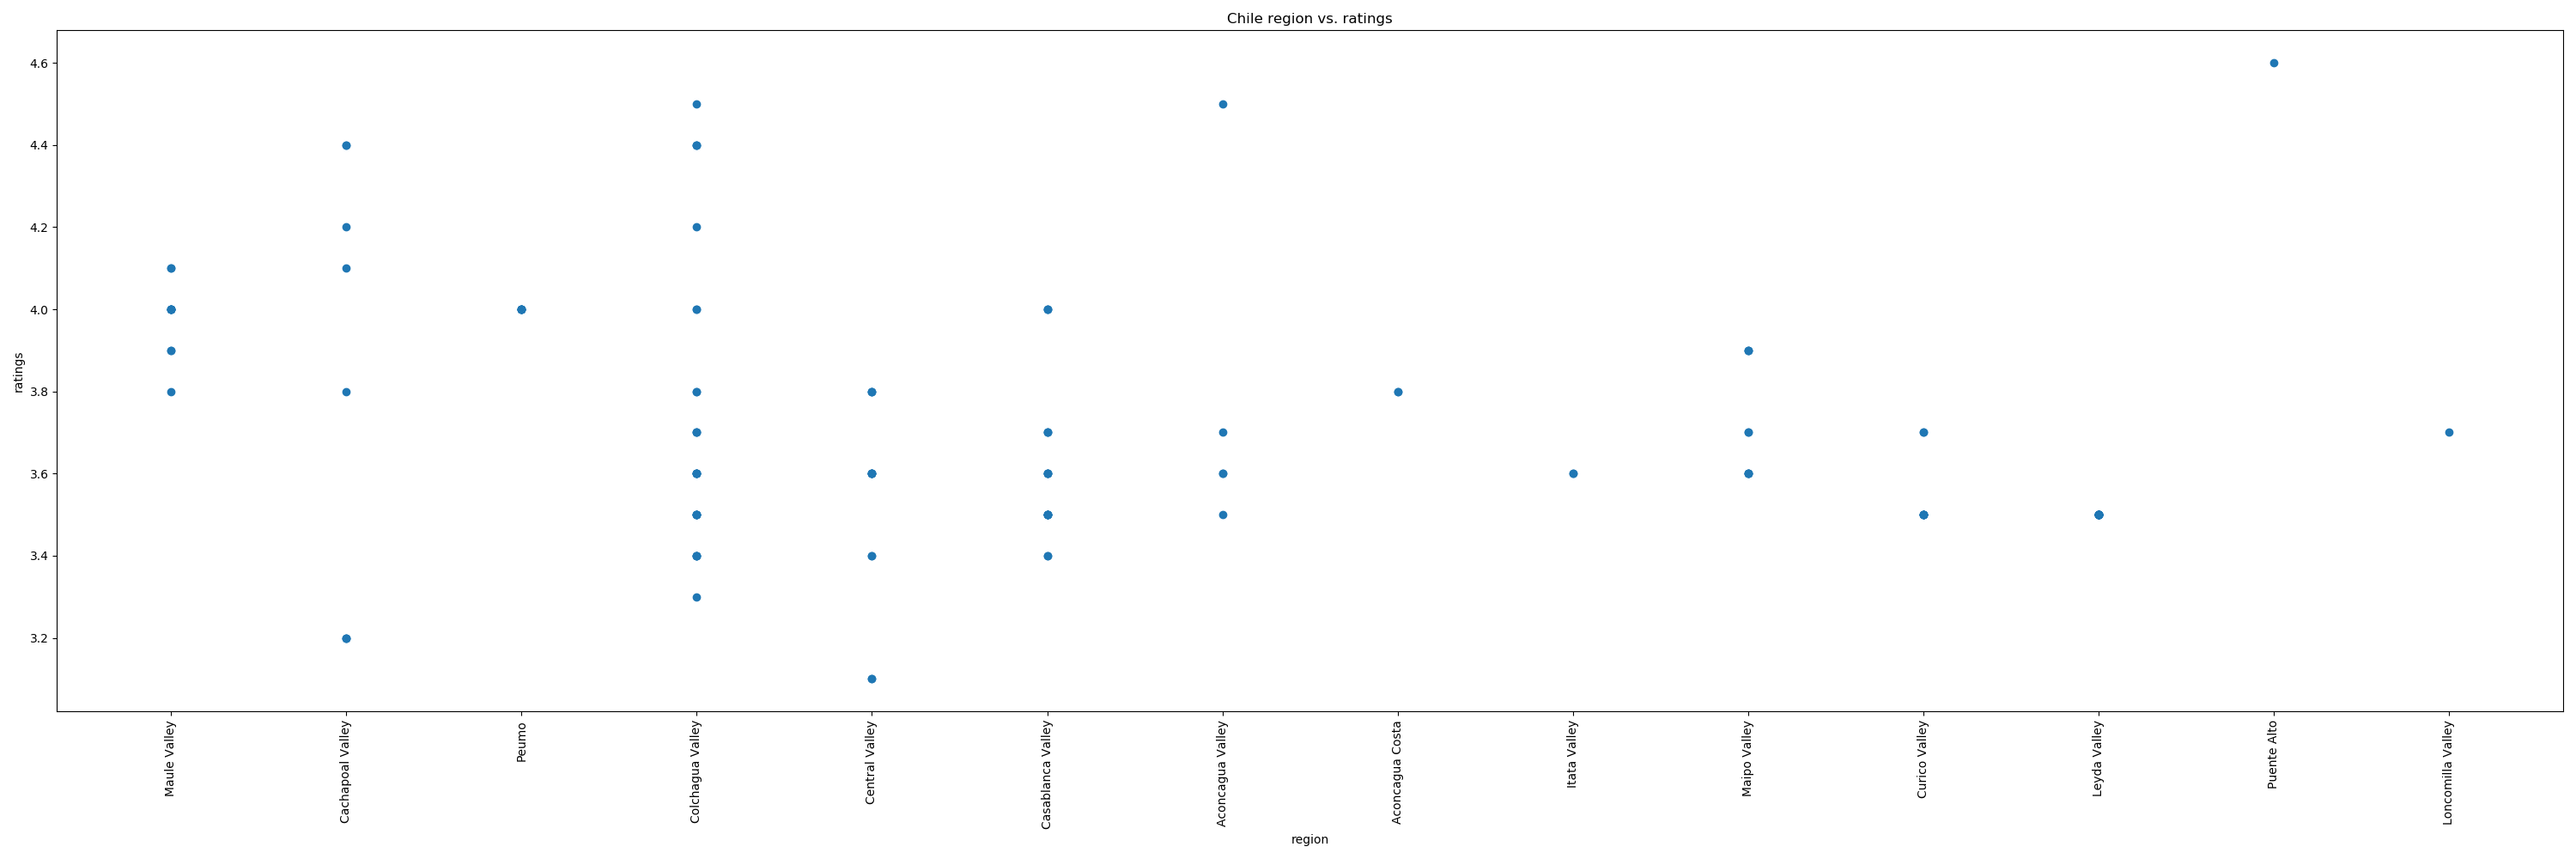 Chile region vs. ratings
ratings
4.6
4.4
4.2
4.0
3.8
3.6
3.4
3.2
Maule Valley
Cachapoal Valley
Peumo
Colchagua Valley
Central Valley
Casablanca Valley
Aconcagua Valley
Aconcagua Costa
Itata Valley
Maipo Valley
Curico Valley
Leyda Valley
Puente Alto
Loncomilla Valley
region